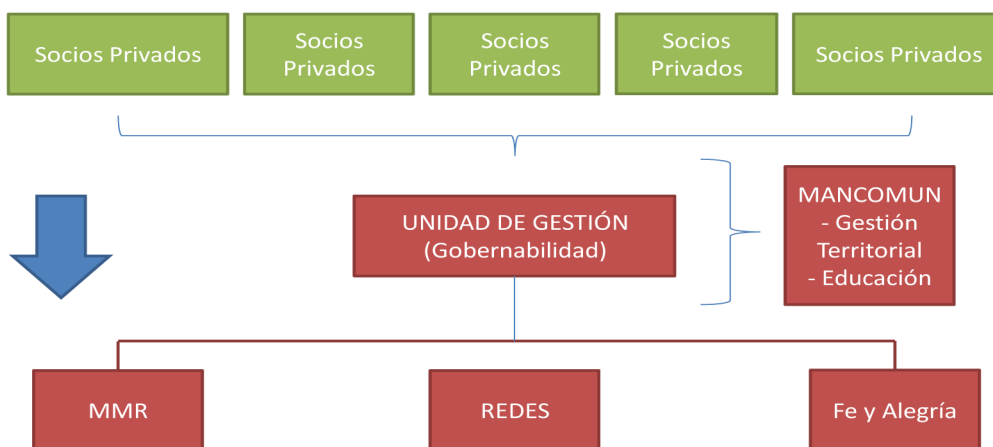 Socios Privados
Socios
Privados
Socios
Privados
Socios
Privados
Socios Privados
UNIDAD DE GESTIÓN
(Gobernabilidad)
MANCOMUN
- Gestión
Territorial
- Educación
MMR
REDES
Fe y Alegría